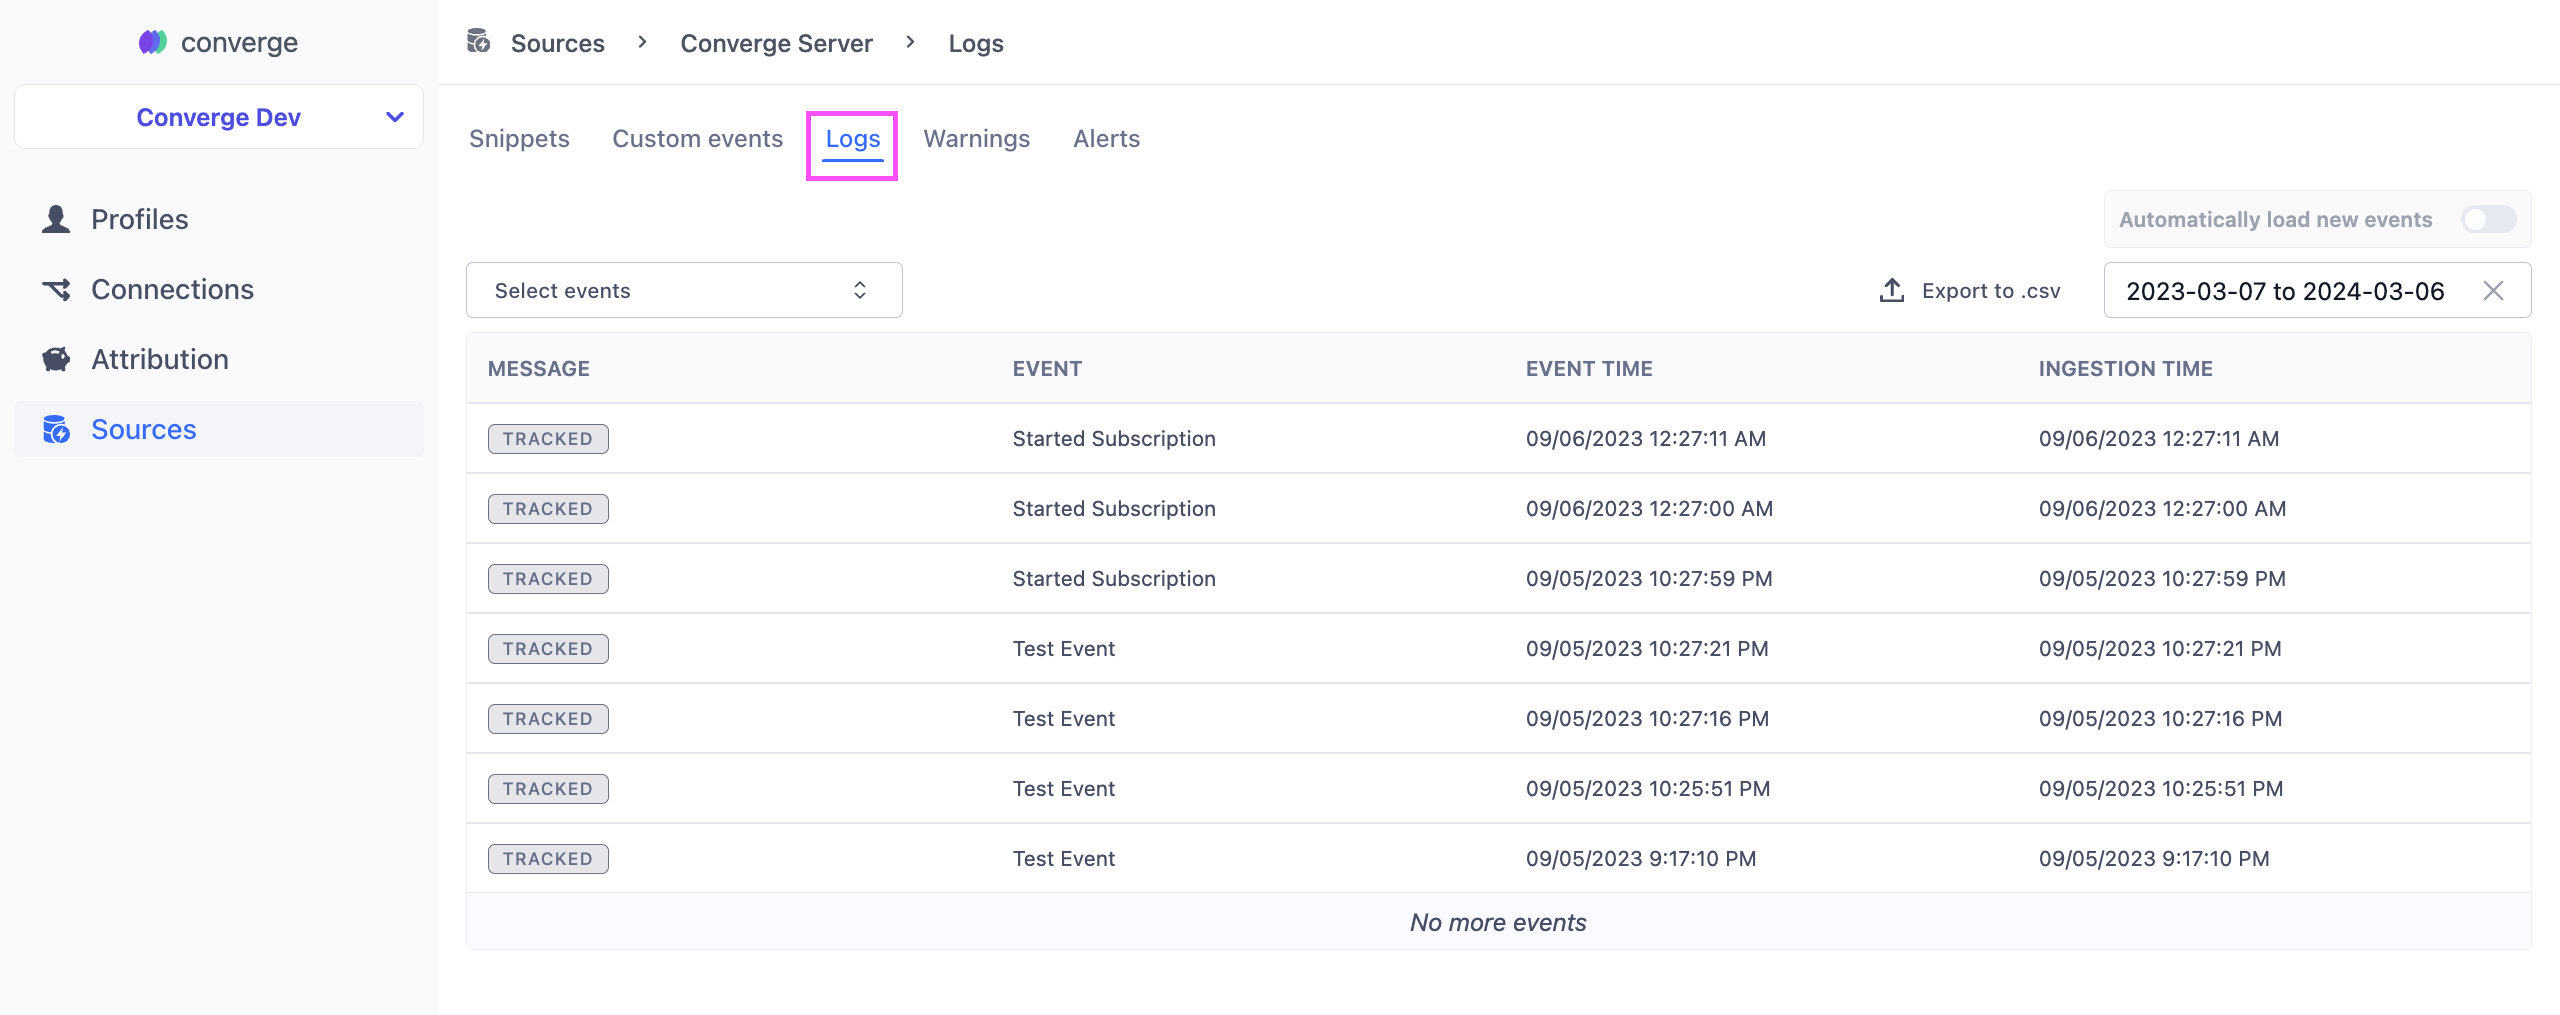 converge
Converge Dev
Profiles
Connections
Attribution
Sources
Sources > Converge Server > Logs
Snippets Custom events Logs Warnings Alerts
Automatically load new events
Select events Export to .csv 2023-03-07 to 2024-03-06
MESSAGE EVENT EVENT TIME INGESTION TIME
TRACKED Started Subscription 09/06/2023 12:27:11 AM 09/06/2023 12:27:11 AM
TRACKED Started Subscription 09/06/2023 12:27:00 AM 09/06/2023 12:27:00 AM
TRACKED Started Subscription 09/05/2023 10:27:59 PM 09/05/2023 10:27:59 PM
TRACKED Test Event 09/05/2023 10:27:21 PM 09/05/2023 10:27:21 PM
TRACKED Test Event 09/05/2023 10:27:16 PM 09/05/2023 10:27:16 PM
TRACKED Test Event 09/05/2023 10:25:51 PM 09/05/2023 10:25:51 PM
TRACKED Test Event 09/05/2023 9:17:10 PM 09/05/2023 9:17:10 PM
No more events